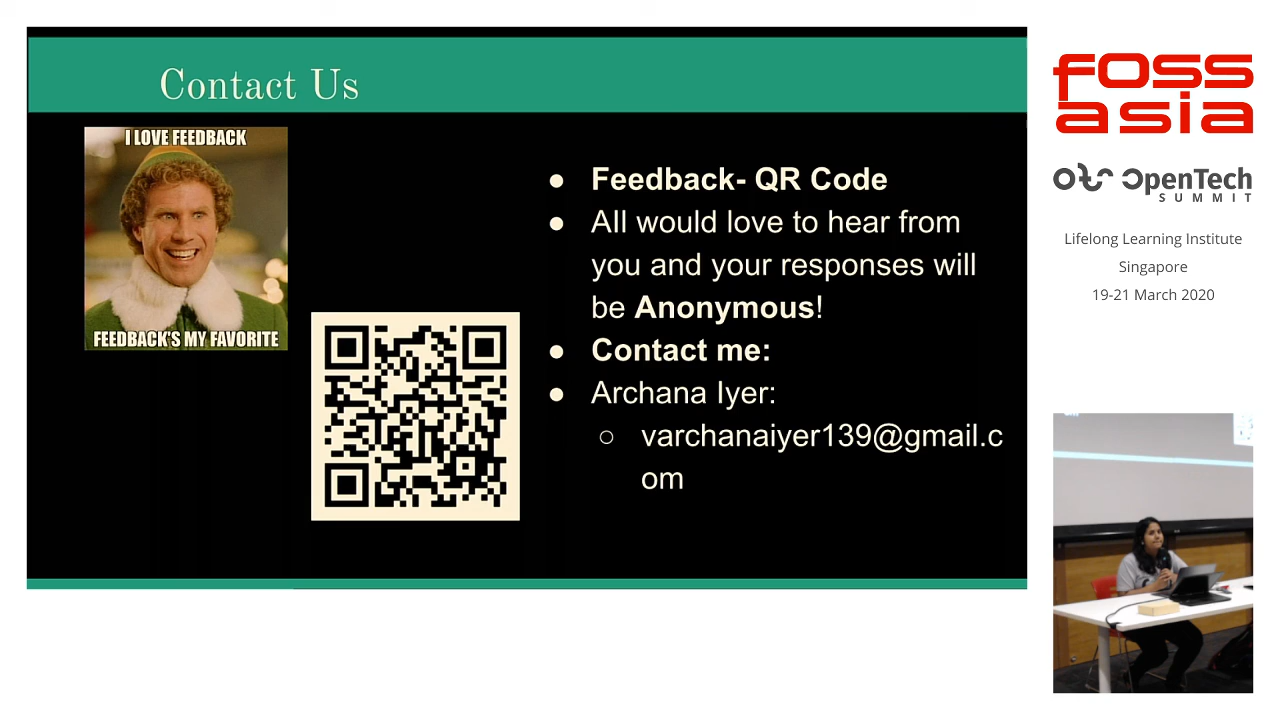 Contact Us
I LOVE FEEDBACK
FEEDBACK'S MY FAVORITE
● Feedback- QR Code
● All would love to hear from
you and your responses will
be Anonymous!
● Contact me:
● Archana Iyer:
○ varchanaiyer139@gmail.c
om
foss
asia
OpenTech
SUMMIT
Lifelong Learning Institute
Singapore
19-21 March 2020